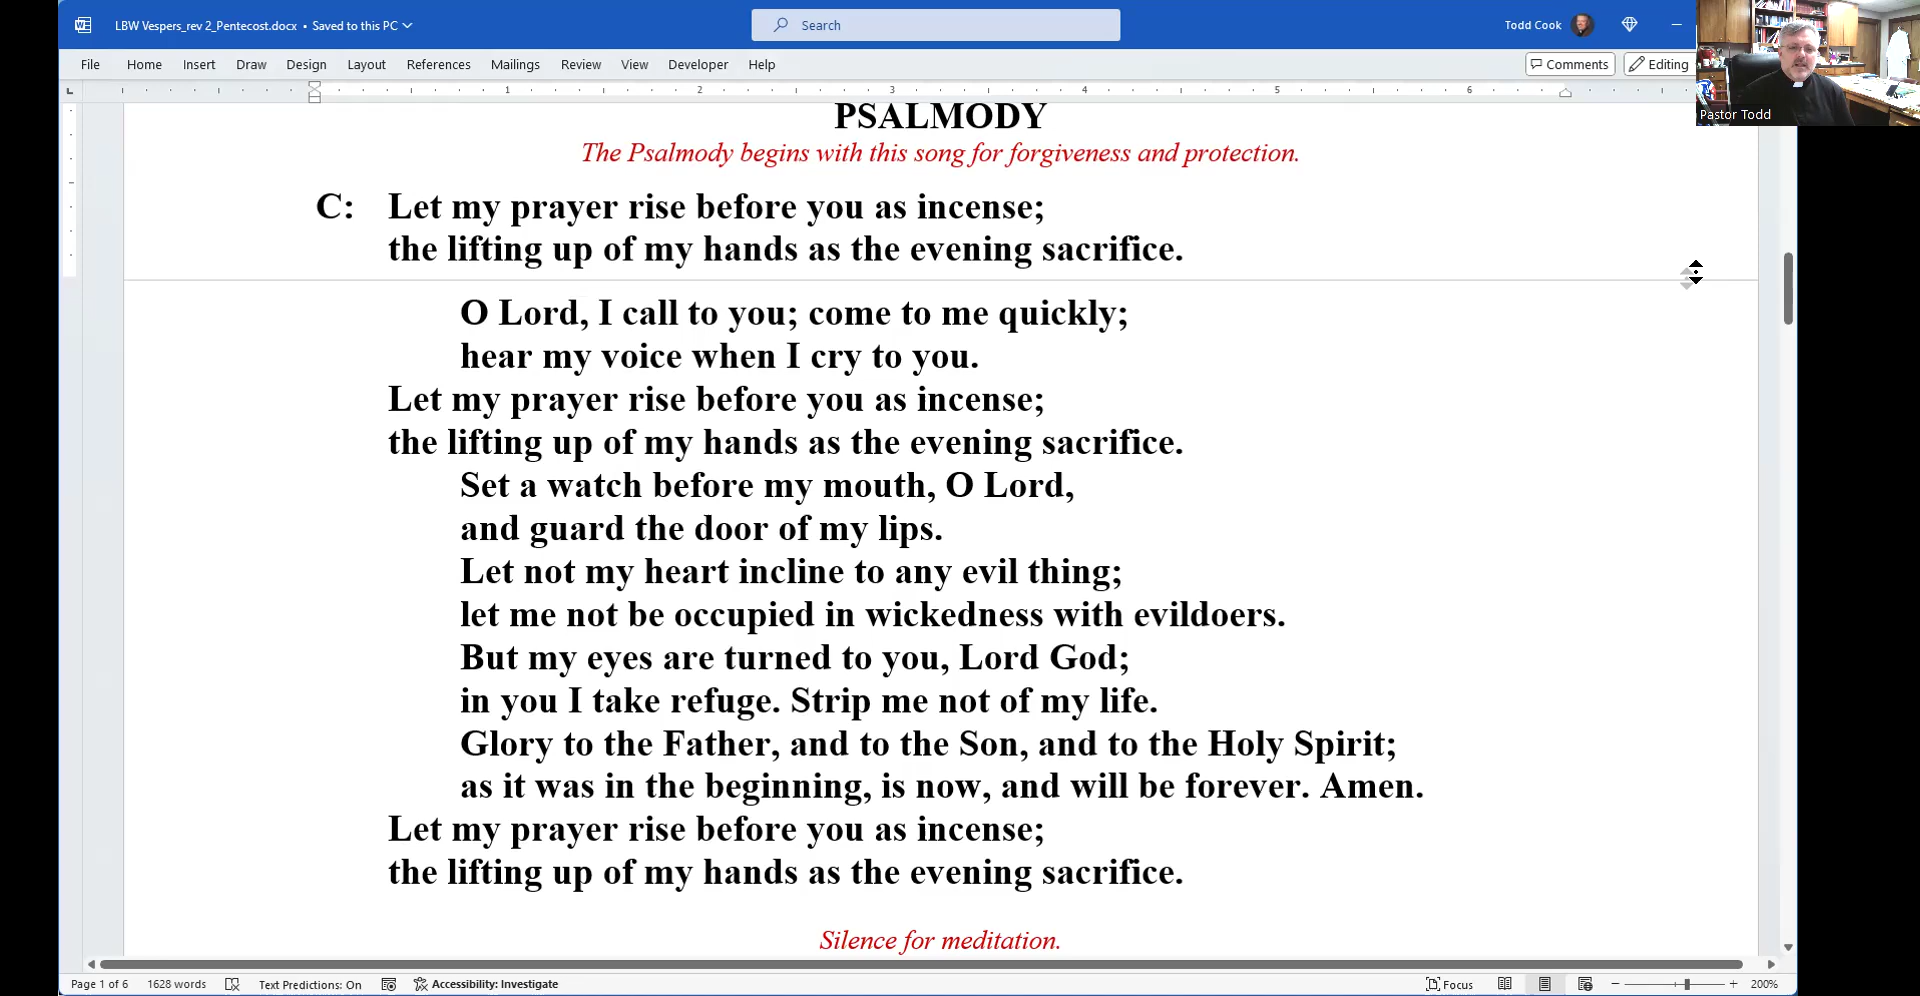 LBW Vespers_rev 2_Pentecost.docx • Saved to this PC
Search
Todd Cook
File Home Insert Draw Design Layout References Mailings Review View Developer Help
Comments Editing
1 2 3 4 5 6
Pastor Todd
PSALMODY
The Psalmody begins with this song for forgiveness and protection.
C: Let my prayer rise before you as incense;
the lifting up of my hands as the evening sacrifice.
O Lord, I call to you; come to me quickly;
hear my voice when I cry to you.
Let my prayer rise before you as incense;
the lifting up of my hands as the evening sacrifice.
Set a watch before my mouth, O Lord,
and guard the door of my lips.
Let not my heart incline to any evil thing;
let me not be occupied in wickedness with evildoers.
But my eyes are turned to you, Lord God;
in you I take refuge. Strip me not of my life.
Glory to the Father, and to the Son, and to the Holy Spirit;
as it was in the beginning, is now, and will be forever. Amen.
Let my prayer rise before you as incense;
the lifting up of my hands as the evening sacrifice.
Silence for meditation.
Page 1 of 6 1628 words Text Predictions: On Accessibility: Investigate Focus 200%